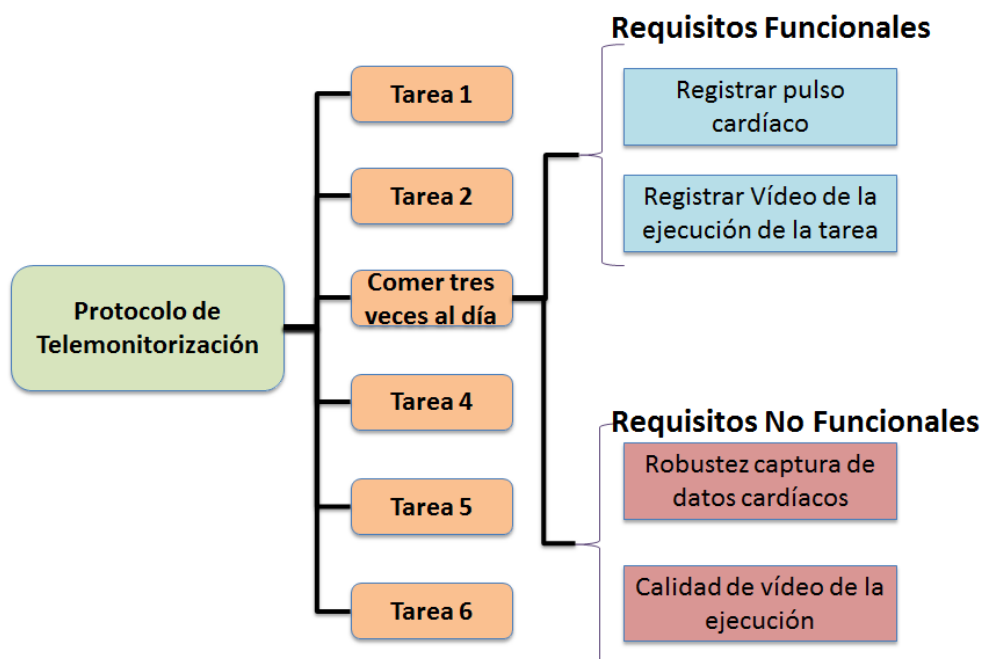 Protocolo de
Telemonitorización
Tarea 1
Tarea 2
Comer tres
veces al día
Tarea 4
Tarea 5
Tarea 6
Requisitos Funcionales
Registrar pulso
cardíaco
Registrar Vídeo de la
ejecución de la tarea
Requisitos No Funcionales
Robustez captura de
datos cardíacos
Calidad de vídeo de la
ejecución